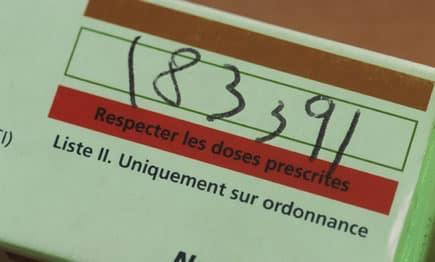 183391
Respecter les doses prescrites
Liste II. Uniquement sur ordonnance